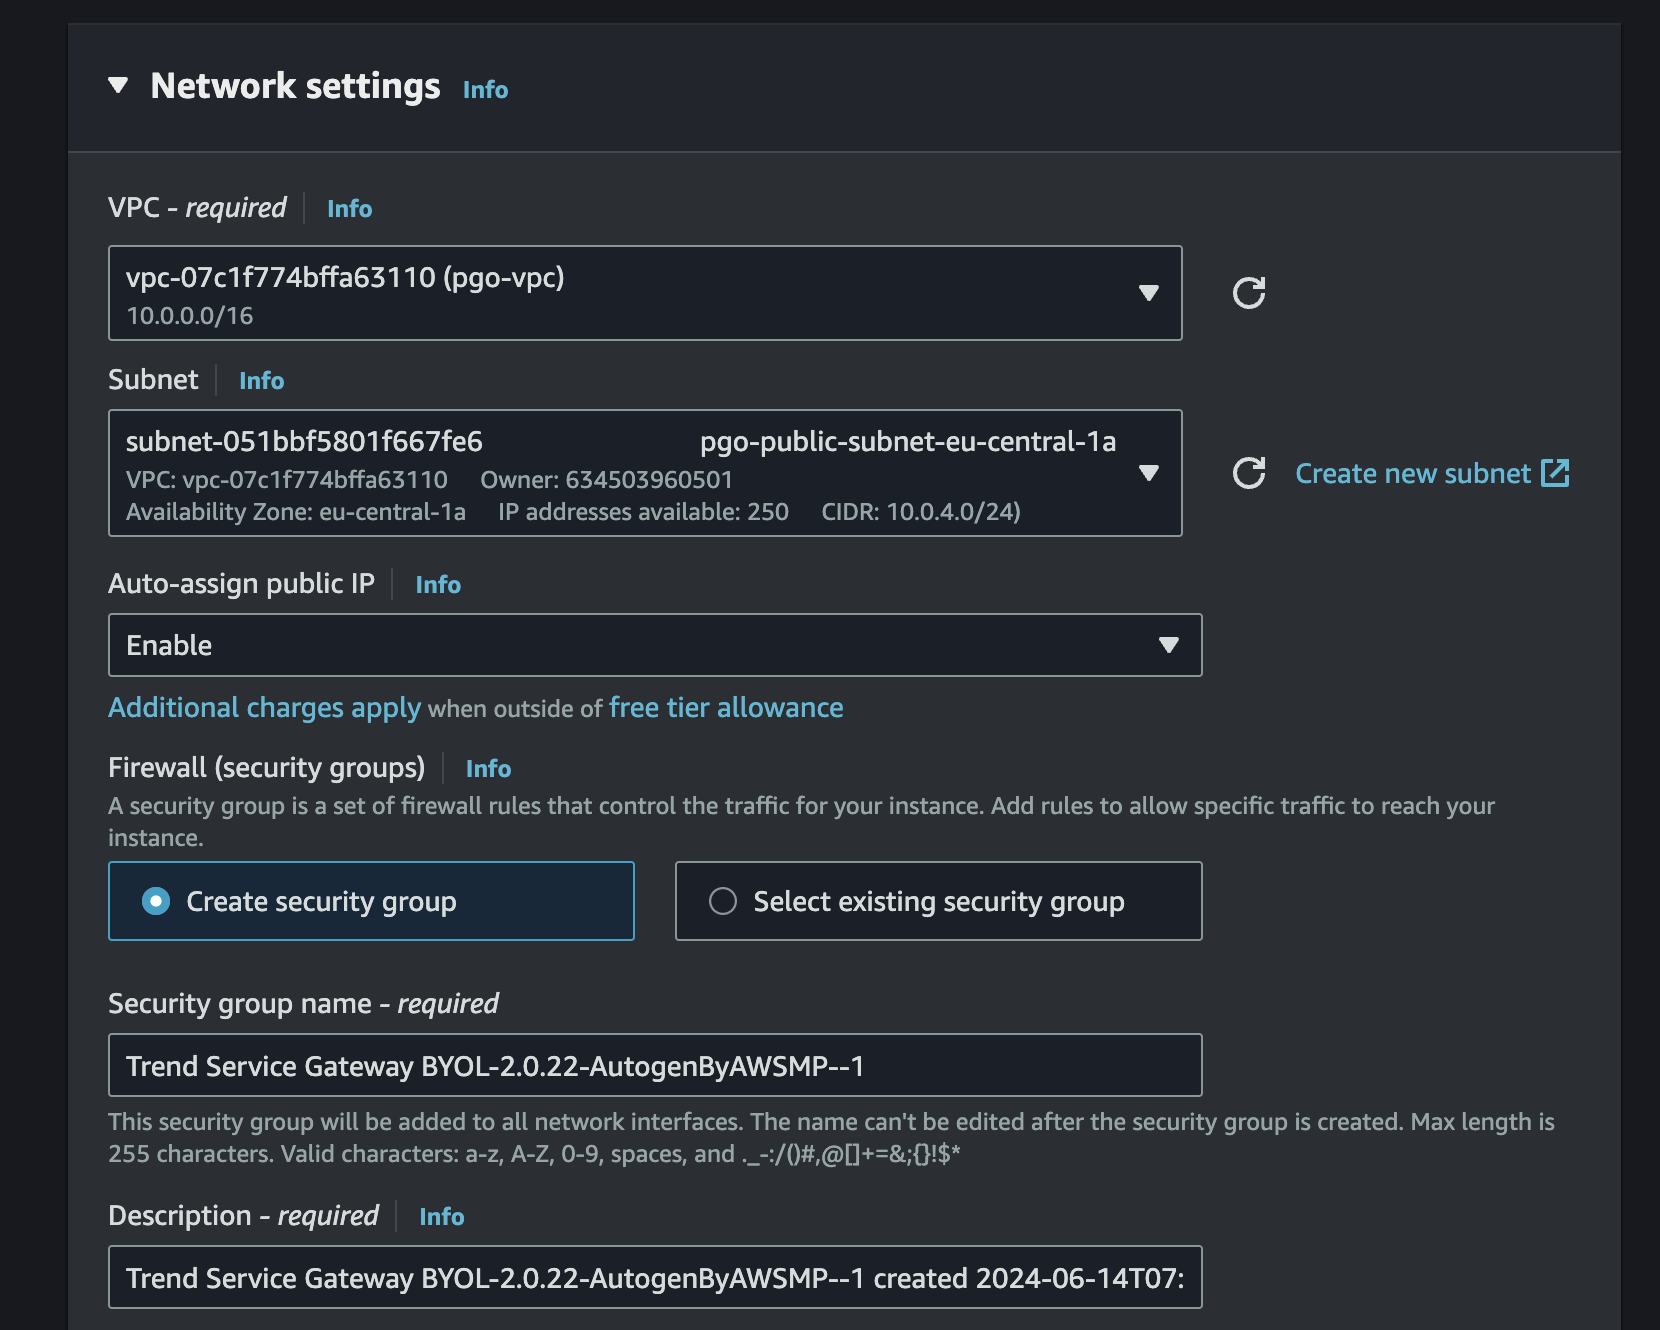 Network settings Info
VPC - required Info
vpc-07c1f774bffa63110 (pgo-vpc)
10.0.0.0/16
Subnet Info
subnet-051bbf5801f667fe6 pgo-public-subnet-eu-central-1a
VPC: vpc-07c1f774bffa63110 Owner: 634503960501
Availability Zone: eu-central-1a IP addresses available: 250 CIDR: 10.0.4.0/24)
Create new subnet
Auto-assign public IP Info
Enable
Additional charges apply when outside of free tier allowance
Firewall (security groups) Info
A security group is a set of firewall rules that control the traffic for your instance. Add rules to allow specific traffic to reach your
instance.
Create security group
Select existing security group
Security group name - required
Trend Service Gateway BYOL-2.0.22-AutogenByAWSMP--1
This security group will be added to all network interfaces. The name can't be edited after the security group is created. Max length is
255 characters. Valid characters: a-z, A-Z, 0-9, spaces, and ._-:/()#,@[]+=&;{}!$*
Description - required Info
Trend Service Gateway BYOL-2.0.22-AutogenByAWSMP--1 created 2024-06-14T07: